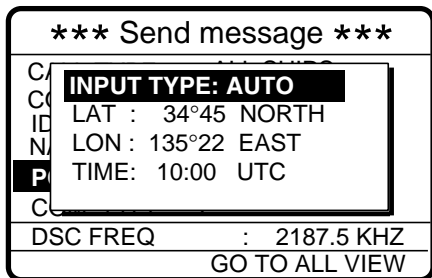 *** Send message ***
INPUT TYPE: AUTO
LAT : 34°45 NORTH
LON : 135°22 EAST
TIME: 10:00 UTC
DSC FREQ : 2187.5 KHZ
GO TO ALL VIEW